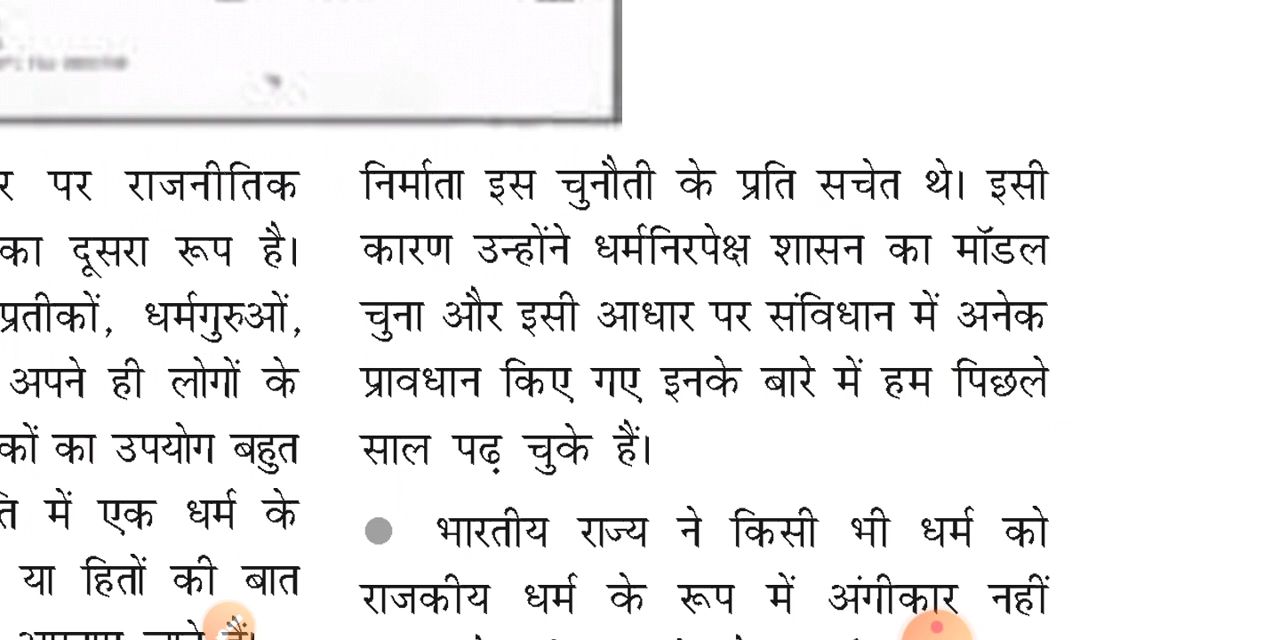 पर राजनीतिक
का दूसरा रूप है।
प्रतीकों, धर्मगुरुओं,
अपने ही लोगों के
का उपयोग बहुत
में एक धर्म के
या हितों की बात
निर्माता इस चुनौती के प्रति सचेत थे। इसी
कारण उन्होंने धर्मनिरपेक्ष शासन का मॉडल
चुना और इसी आधार पर संविधान में अनेक
प्रावधान किए गए इनके बारे में हम पिछले
साल पढ़ चुके हैं।
भारतीय राज्य ने किसी भी धर्म को
राजकीय धर्म के रूप में अंगीकार नहीं